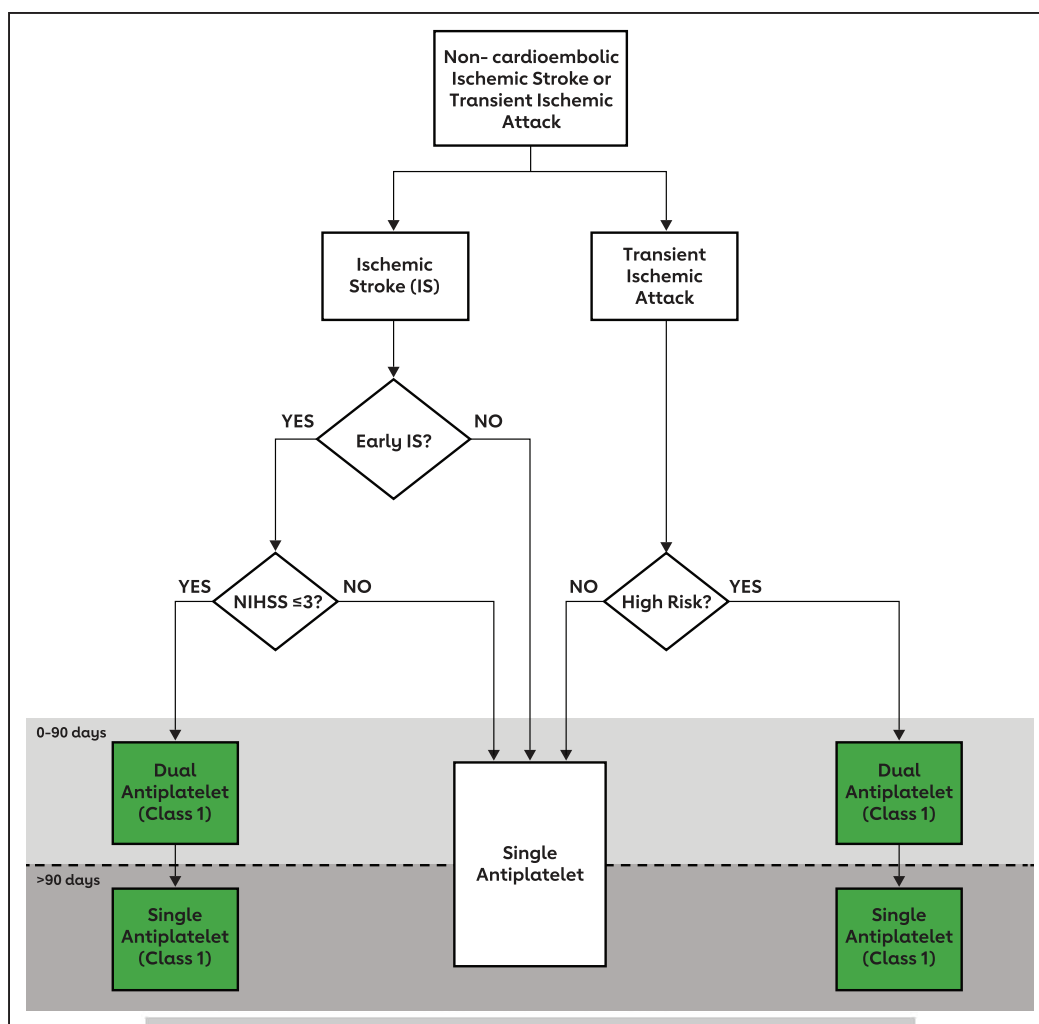 Non- cardioembolic
Ischemic Stroke or
Transient Ischemic
Attack
Ischemic
Stroke (IS)
Transient
Ischemic
Attack
YES
NO
Early IS?
YES
NO
NIHSS ≤3?
NO
YES
High Risk?
0-90 days
Dual
Antiplatelet
(Class 1)
Single
Antiplatelet
Dual
Antiplatelet
(Class 1)
>90 days
Single
Antiplatelet
(Class 1)
Single
Antiplatelet
(Class 1)